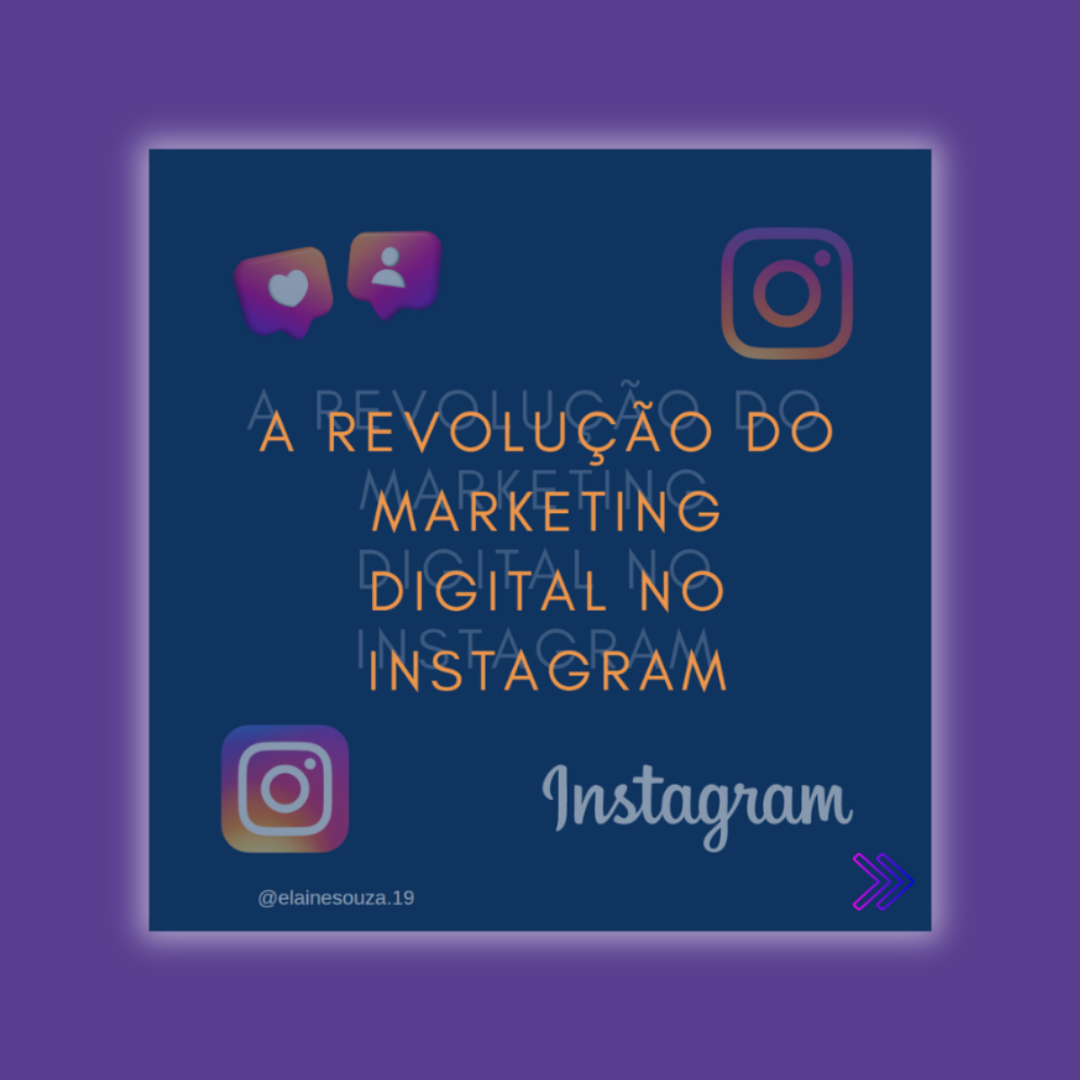 A REVOLUÇÃO DO
MARKETING
DIGITAL NO
INSTAGRAM
Instagram
@elainesouza.19